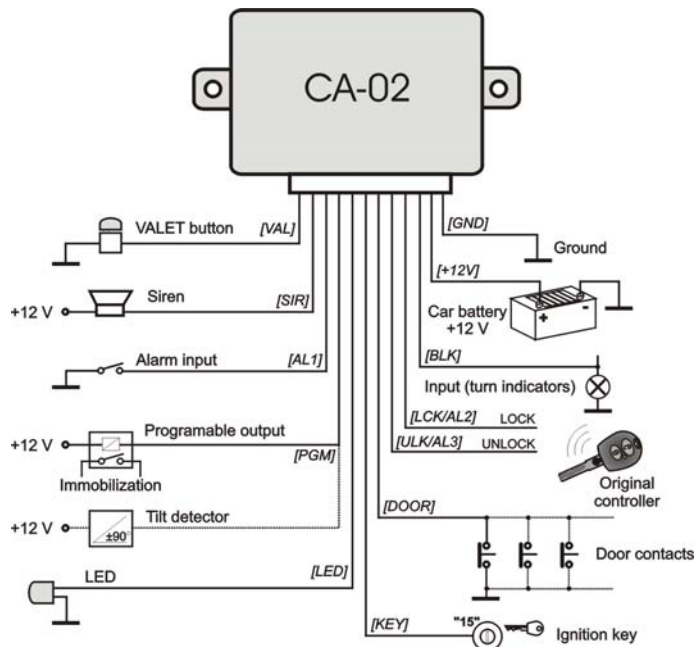 CA-02
VALET button
[VAL]
[GND]
Ground
[+12V]
+12 V
Siren
[SIR]
Car battery
+12 V
+
-
Alarm input
[AL1]
[BLK]
Input (turn indicators)
[LCK/AL2]
LOCK
[ULK/AL3]
UNLOCK
+12 V
Programable output
[PGM]
Immobilization
Original
controller
[DOOR]
+12 V
±90°
Tilt detector
Door contacts
LED
[LED]
[KEY]
"15"
Ignition key